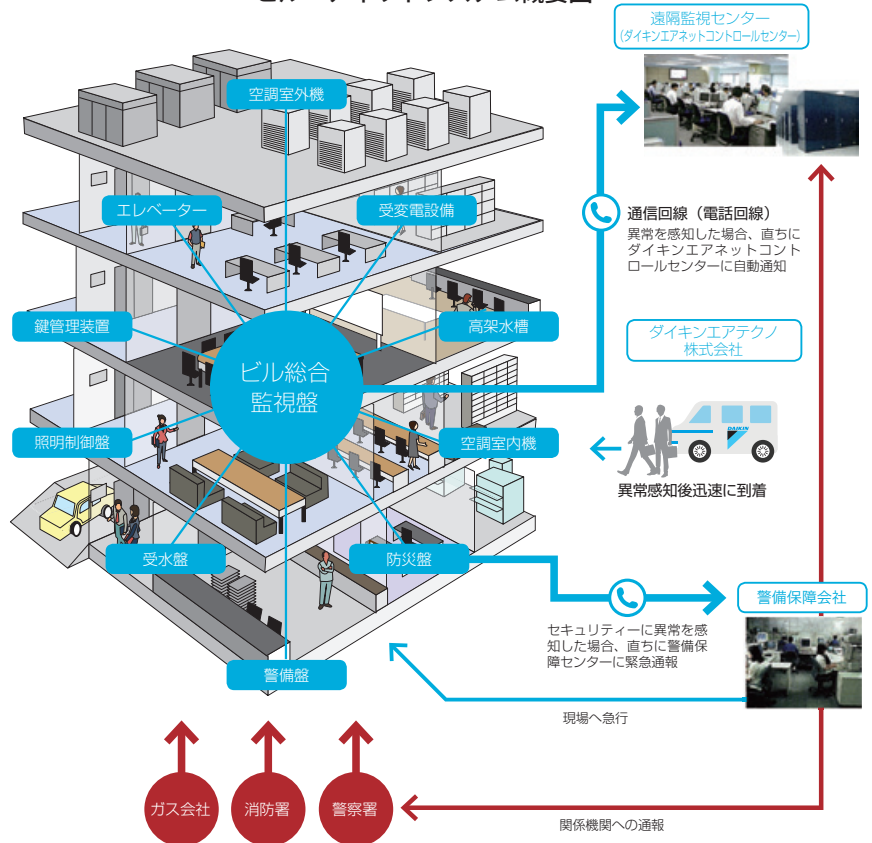 遠隔監視センター
(ダイキンエアネットコントロールセンター)
空調室外機
エレベーター
受変電設備
通信回線（電話回線）
異常を感知した場合、直ちに
ダイキンエアネットコント
ロールセンターに自動通知
鍵管理装置
高架水槽
ダイキンエアテクノ
株式会社
ビル総合
監視盤
照明制御盤
空調室内機
DAIKIN
異常感知後迅速に到着
受水盤
防災盤
警備保障会社
セキュリティーに異常を感
知した場合、直ちに警備保
障センターに緊急通報
警備盤
現場へ急行
ガス会社
消防署
警察署
関係機関への通報